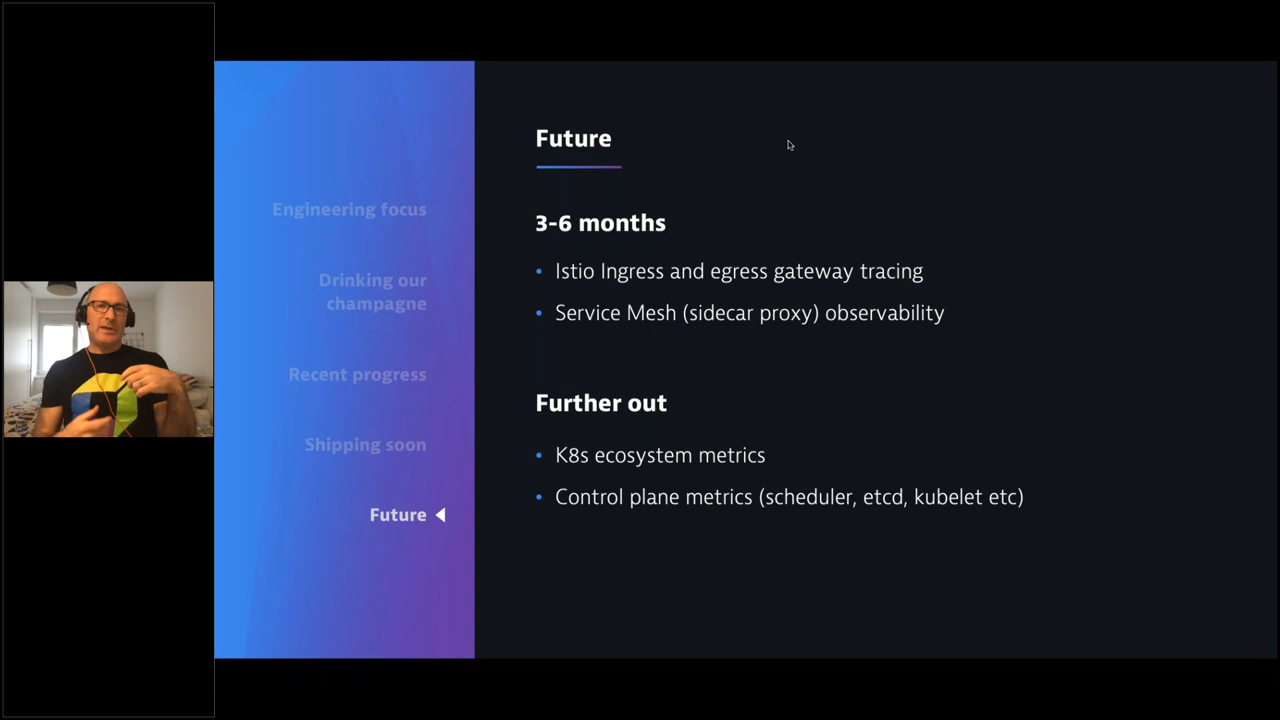 Engineering focus
Drinking our
champagne
Recent progress
Shipping soon
Future
Future
3-6 months
• Istio Ingress and egress gateway tracing
• Service Mesh (sidecar proxy) observability
Further out
• K8s ecosystem metrics
• Control plane metrics (scheduler, etcd, kubelet etc)